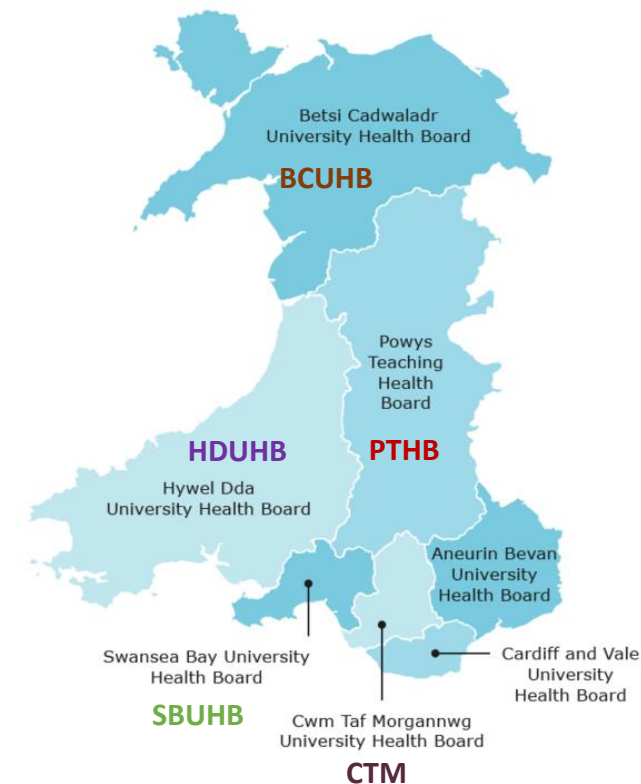 Betsi Cadwaladr
University Health Board
BCUHB
Powys
Teaching
Health
Board
HDUHB
PTHB
Hywel Dda
University Health Board
Aneurin Bevan
University
Health Board
Swansea Bay University
Health Board
SBUHB
Cardiff and Vale
University
Health Board
Cwm Taf Morgannwg
University Health Board
CTM